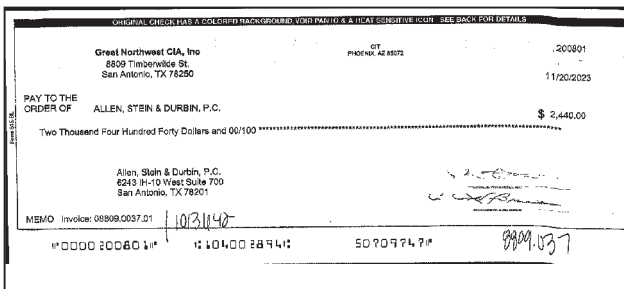 ORIGINAL CHECK HAS A COLORED BACKGROUND, VOID PANTO & A HEAT SENSITIVE ICON SEE BACK FOR DETAILS
Great Northwest CIA, Inc
8809 Timberwilde St.
San Antonio, TX 78250
CIT
PHOENIX, AZ 85072
200801
11/20/2023
PAY TO THE
ORDER OF ALLEN, STEIN & DURBIN, P.C.
$ 2,440.00
Two Thousand Four Hundred Forty Dollars and 00/100
Allen, Stein & Durbin, P.C.
6243 IH-10 West Suite 700
San Antonio, TX 78201
MEMO Invoice: 08809.0037.01
⑈0000200801⑈ ⑆104002894⑆ 50709747⑈
8809.037